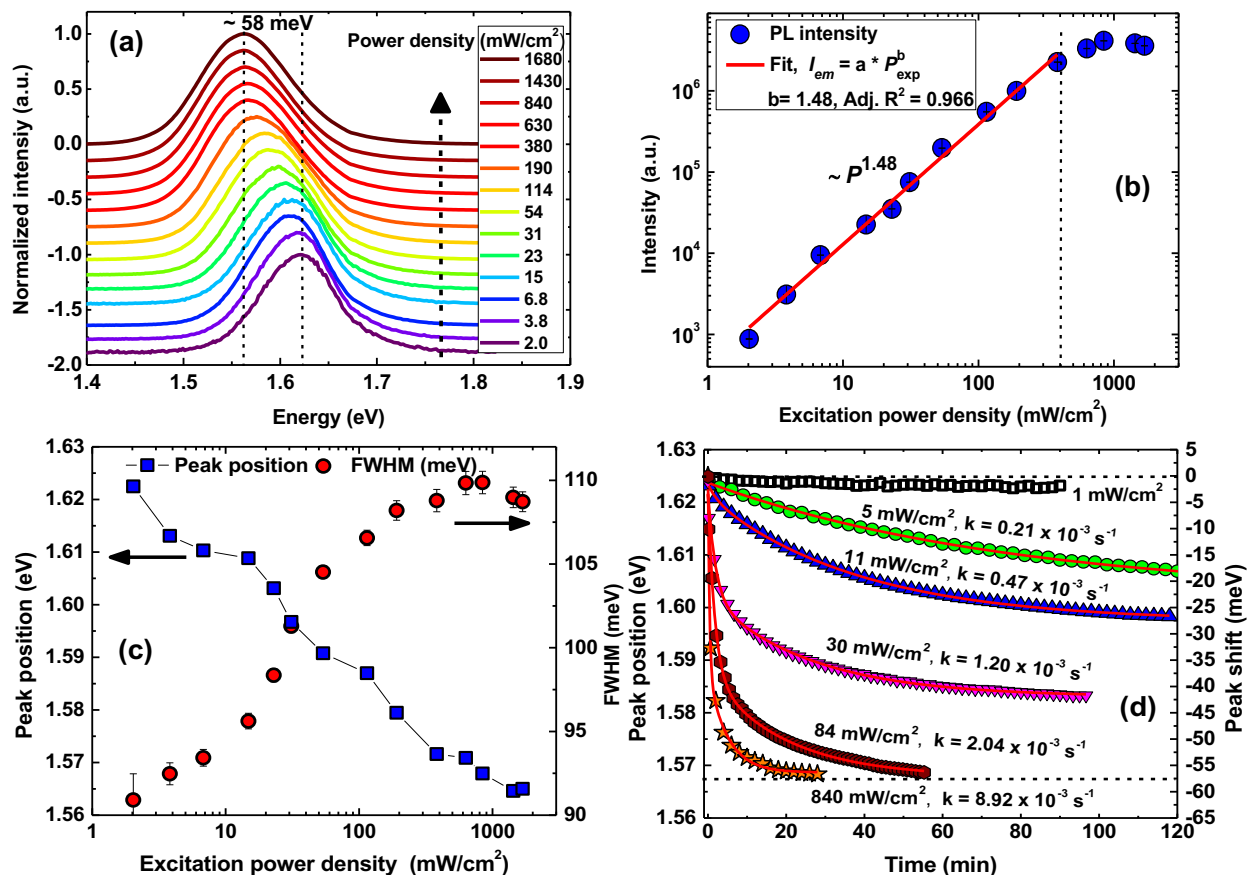 (a)
~ 58 meV
Power density (mW/cm²)
1680
1430
840
630
380
190
114
54
31
23
15
6.8
3.8
2.0
Normalized intensiy (a.u.)
1.0
0.5
0.0
-0.5
-1.0
-1.5
-2.0
1.4 1.5 1.6 1.7 1.8 1.9
Energy (eV)
PL intensity
Fit, I_em = a * P_exp^b
b= 1.48, Adj. R² = 0.966
~ P^1.48
(b)
Intensity (a.u.)
10⁶
10⁵
10⁴
10³
1 10 100 1000
Excitation power density (mW/cm²)
Peak position FWHM (meV)
(c)
Peak position (eV)
1.63
1.62
1.61
1.60
1.59
1.58
1.57
1.56
110
105
100
95
90
FWHM (meV)
1 10 100 1000
Excitation power density (mW/cm²)
1 mW/cm²
5 mW/cm², k = 0.21 x 10⁻³ s⁻¹
11 mW/cm², k = 0.47 x 10⁻³ s⁻¹
30 mW/cm², k = 1.20 x 10⁻³ s⁻¹
(d)
84 mW/cm², k = 2.04 x 10⁻³ s⁻¹
840 mW/cm², k = 8.92 x 10⁻³ s⁻¹
Peak position (eV)
1.63
1.62
1.61
1.60
1.59
1.58
1.57
1.56
5
0
-5
-10
-15
-20
-25
-30
-35
-40
-45
-50
-55
-60
-65
Peak shift (meV)
0 20 40 60 80 100 120
Time (min)